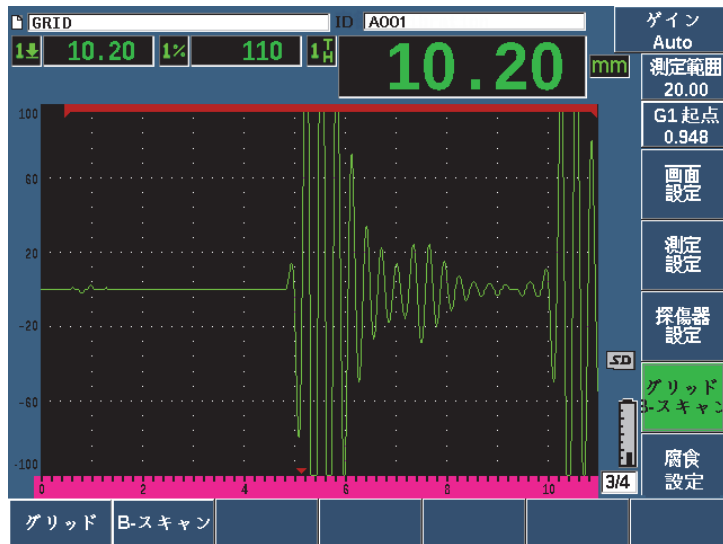 GRID ID A001
1 10.20 1% 110 1TH 10.20 mm
ゲイン
Auto
測定範囲
20.00
G1起点
0.948
画面
設定
測定
設定
探傷器
設定
グリッド
B-スキャン
腐食
設定
100
60
20
-20
-60
-100
0 2 4 6 8 10
SD
3/4
グリッド B-スキャン